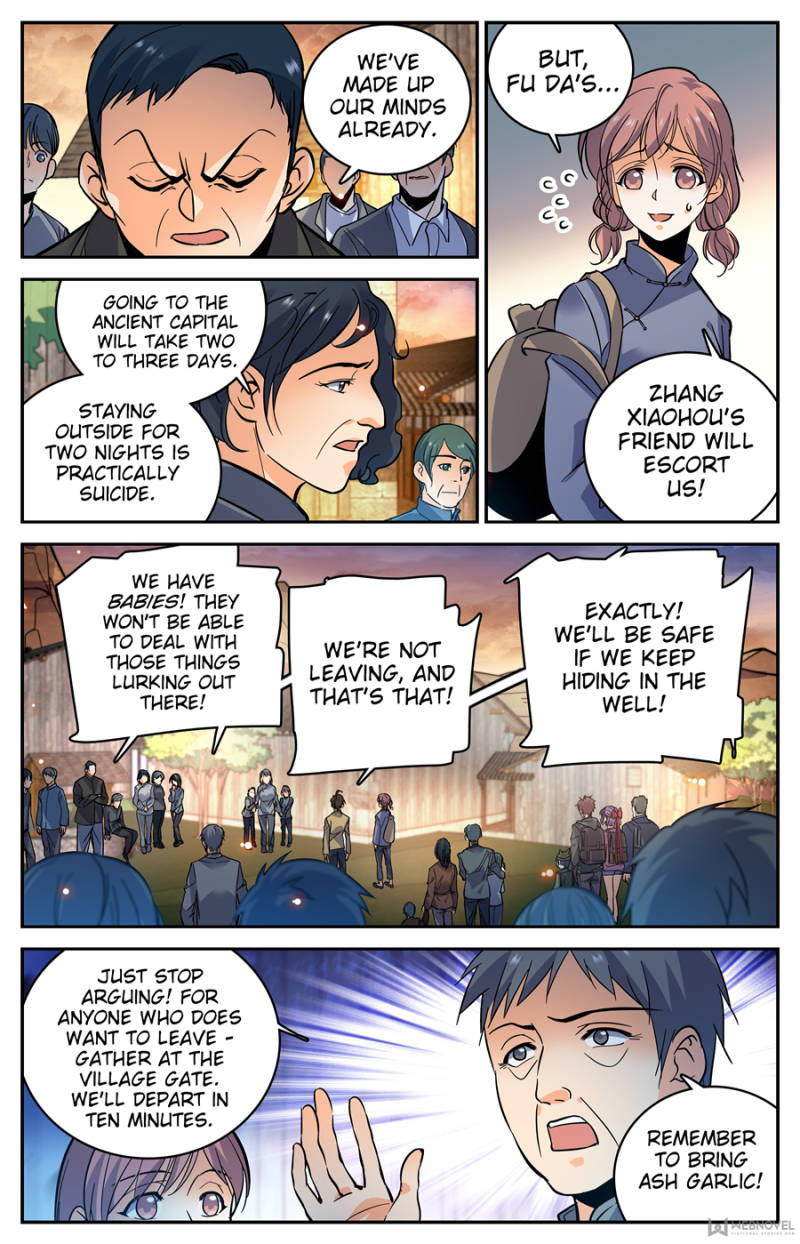 WE'VE
MADE UP
OUR MINDS
ALREADY.
BUT,
FU DA'S...
ZHANG
XIAOHOU'S
FRIEND WILL
ESCORT
US!
GOING TO THE
ANCIENT CAPITAL
WILL TAKE TWO
TO THREE DAYS.
STAYING
OUTSIDE FOR
TWO NIGHTS IS
PRACTICALLY
SUICIDE.
WE HAVE
BABIES! THEY
WON'T BE ABLE
TO DEAL WITH
THOSE THINGS
LURKING OUT
THERE!
WE'RE NOT
LEAVING, AND
THAT'S THAT!
EXACTLY!
WE'LL BE SAFE
IF WE KEEP
HIDING IN THE
WELL!
JUST STOP
ARGUING! FOR
ANYONE WHO DOES
WANT TO LEAVE -
GATHER AT THE
VILLAGE GATE.
WE'LL DEPART IN
TEN MINUTES.
REMEMBER
TO BRING
ASH GARLIC!
WEBNOVEL